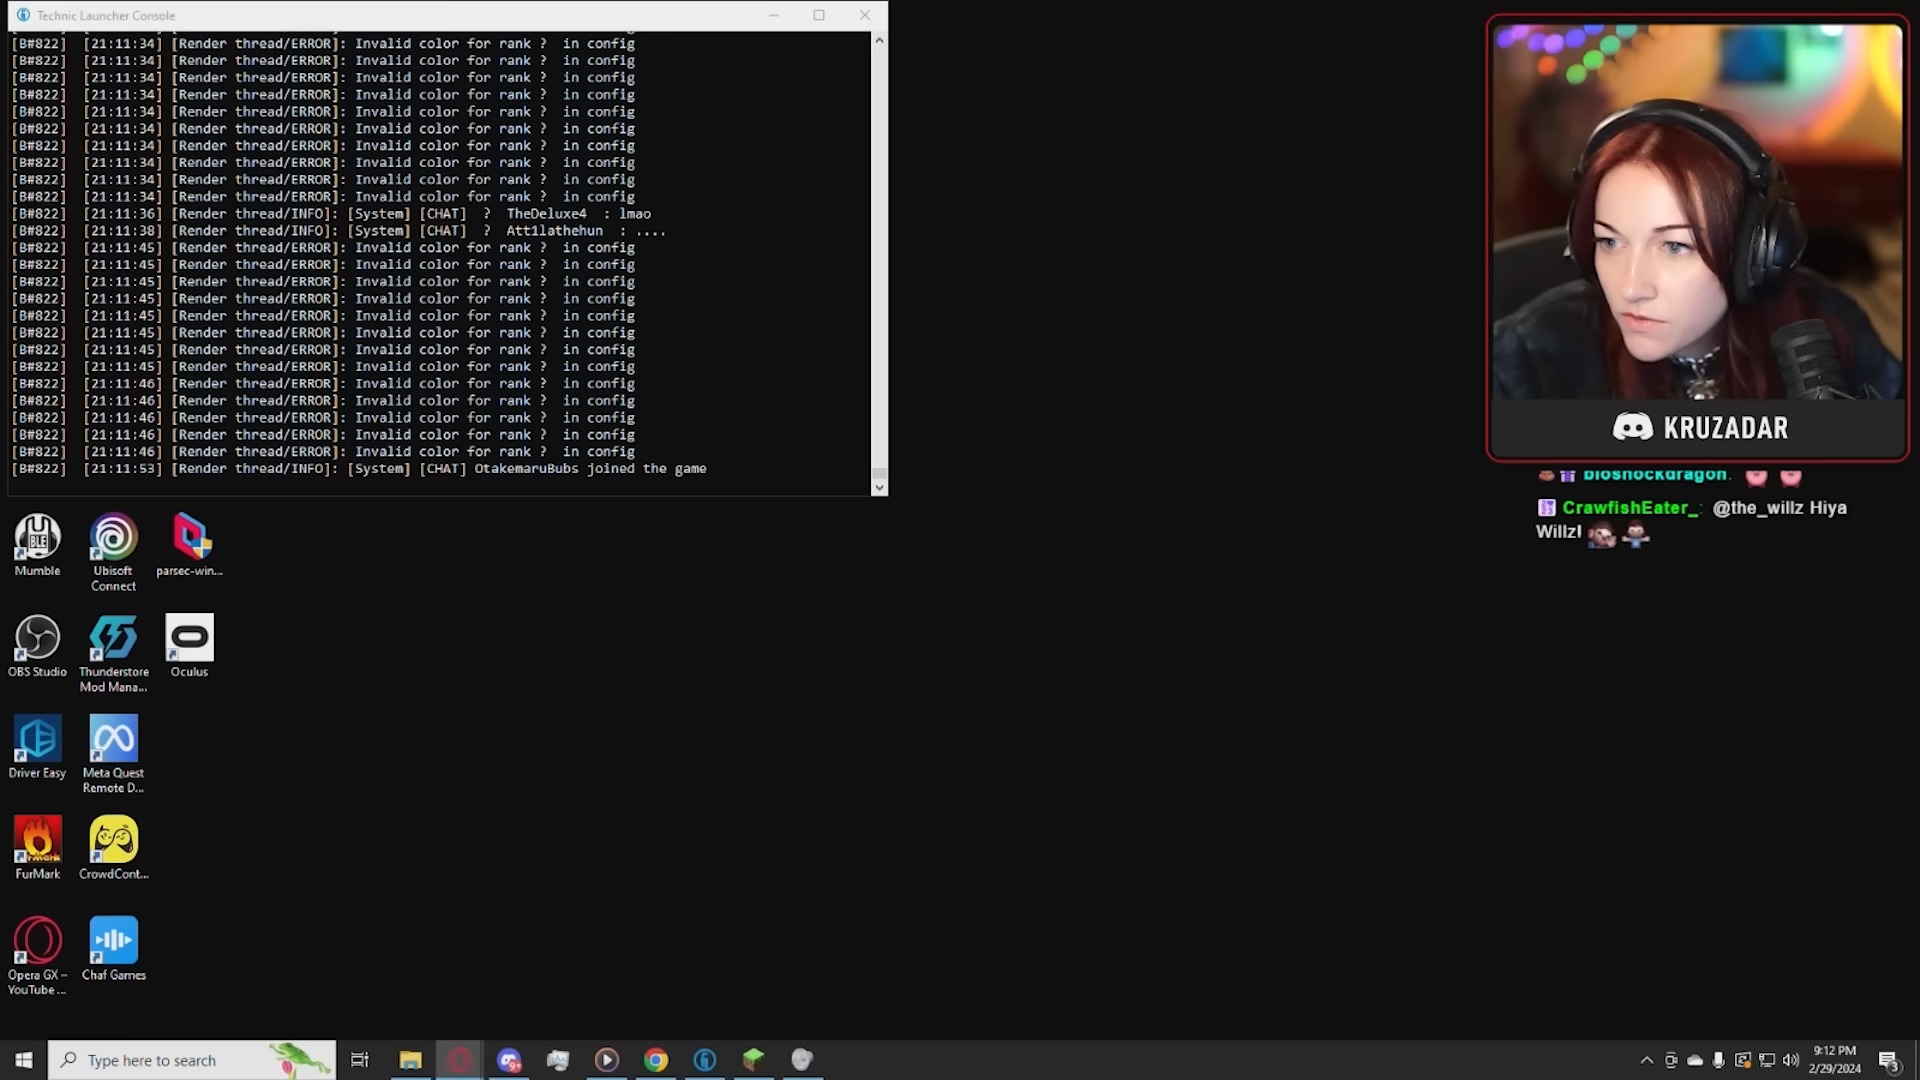 Technic Launcher Console
[B#822] [21:11:34] [Render thread/ERROR]: Invalid color for rank ? in config
[B#822] [21:11:34] [Render thread/ERROR]: Invalid color for rank ? in config
[B#822] [21:11:34] [Render thread/ERROR]: Invalid color for rank ? in config
[B#822] [21:11:34] [Render thread/ERROR]: Invalid color for rank ? in config
[B#822] [21:11:34] [Render thread/ERROR]: Invalid color for rank ? in config
[B#822] [21:11:34] [Render thread/ERROR]: Invalid color for rank ? in config
[B#822] [21:11:34] [Render thread/ERROR]: Invalid color for rank ? in config
[B#822] [21:11:34] [Render thread/ERROR]: Invalid color for rank ? in config
[B#822] [21:11:34] [Render thread/ERROR]: Invalid color for rank ? in config
[B#822] [21:11:34] [Render thread/ERROR]: Invalid color for rank ? in config
[B#822] [21:11:36] [Render thread/INFO]: [System] [CHAT] ? TheDeluxe4 : lmao
[B#822] [21:11:38] [Render thread/INFO]: [System] [CHAT] ? Att1lathehun : ....
[B#822] [21:11:45] [Render thread/ERROR]: Invalid color for rank ? in config
[B#822] [21:11:45] [Render thread/ERROR]: Invalid color for rank ? in config
[B#822] [21:11:45] [Render thread/ERROR]: Invalid color for rank ? in config
[B#822] [21:11:45] [Render thread/ERROR]: Invalid color for rank ? in config
[B#822] [21:11:45] [Render thread/ERROR]: Invalid color for rank ? in config
[B#822] [21:11:45] [Render thread/ERROR]: Invalid color for rank ? in config
[B#822] [21:11:45] [Render thread/ERROR]: Invalid color for rank ? in config
[B#822] [21:11:45] [Render thread/ERROR]: Invalid color for rank ? in config
[B#822] [21:11:46] [Render thread/ERROR]: Invalid color for rank ? in config
[B#822] [21:11:46] [Render thread/ERROR]: Invalid color for rank ? in config
[B#822] [21:11:46] [Render thread/ERROR]: Invalid color for rank ? in config
[B#822] [21:11:46] [Render thread/ERROR]: Invalid color for rank ? in config
[B#822] [21:11:46] [Render thread/ERROR]: Invalid color for rank ? in config
[B#822] [21:11:53] [Render thread/INFO]: [System] [CHAT] OtakemaruBubs joined the game
KRUZADAR
bioshockdragon:
CrawfishEater_: @the_willz Hiya
Willz!
UBLE
Mumble
Ubisoft
Connect
parsec-win...
OBS Studio
Thunderstore
Mod Mana...
Oculus
Driver Easy
Meta Quest
Remote D...
FurMark
CrowdCont...
Opera GX –
YouTube ...
Chaf Games
Type here to search
9+
9:12 PM
2/29/2024
3